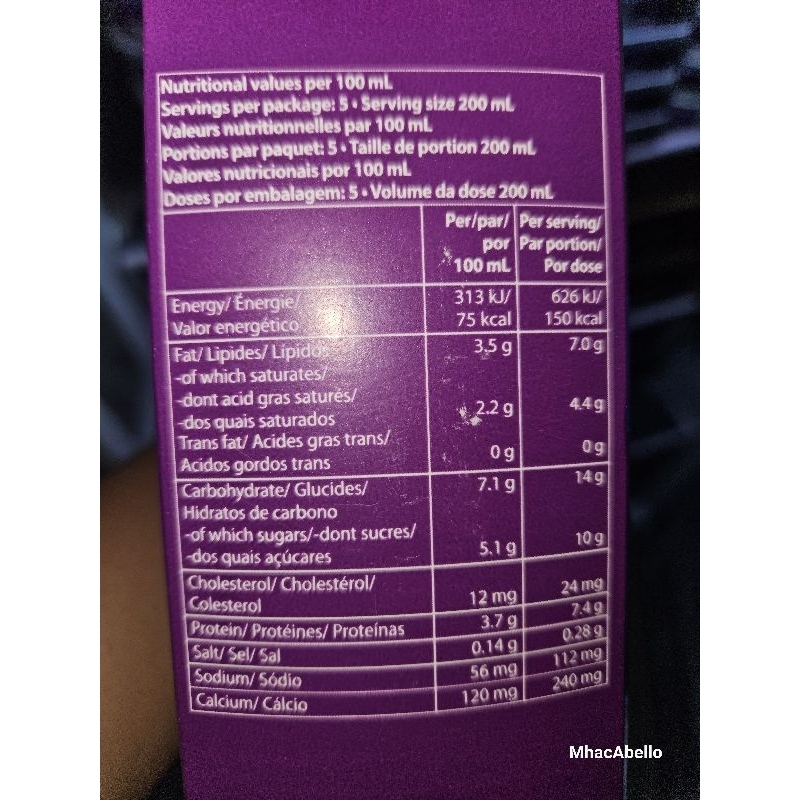 Nutritional values per 100 mL
Servings per package: 5 • Serving size 200 mL
Valeurs nutritionnelles par 100 mL
Portions par paquet: 5 • Taille de portion 200 mL
Valores nutricionais por 100 mL
Doses por embalagem: 5 • Volume da dose 200 mL
Per/par/ Per serving/
por Par portion/
100 mL Por dose
Energy/ Énergie/ 313 kJ/ 626 kJ/
Valor energético 75 kcal 150 kcal
Fat/ Lipides/ Lípidos 3,5 g 7.0 g
-of which saturates/
-dont acid gras saturés/
-dos quais saturados 2.2 g 4.4 g
Trans fat/ Acides gras trans/
Acidos gordos trans 0 g 0 g
Carbohydrate/ Glucides/ 7.1 g 14 g
Hidratos de carbono
-of which sugars/-dont sucres/
-dos quais açúcares 5.1 g 10 g
Cholesterol/ Cholestérol/
Colesterol 12 mg 24 mg
Protein/ Protéines/ Proteínas 3.7 g 7.4 g
Salt/ Sel/ Sal 0.14 g 0.28 g
Sodium/ Sódio 56 mg 112 mg
Calcium/ Cálcio 120 mg 240 mg
MhacAbello